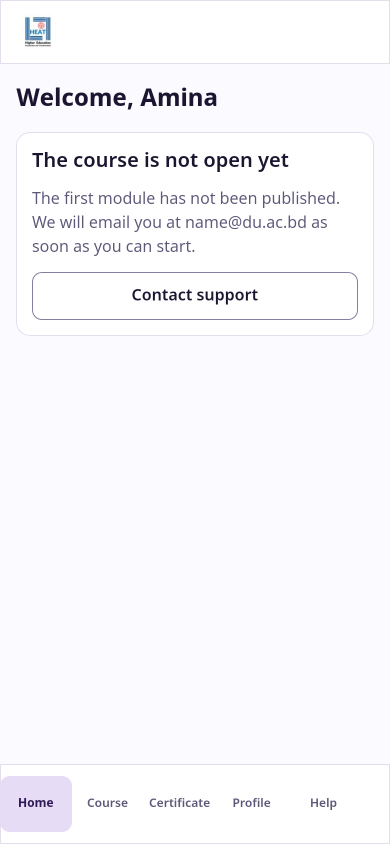 HEAT
Higher Education
Welcome, Amina
The course is not open yet
The first module has not been published.
We will email you at name@du.ac.bd as
soon as you can start.
Contact support
Home
Course
Certificate
Profile
Help